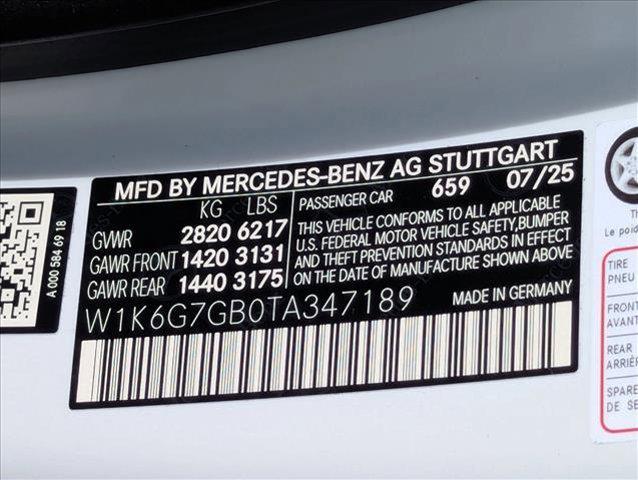 MFD BY MERCEDES-BENZ AG STUTTGART
KG LBS
GVWR 2820 6217
GAWR FRONT 1420 3131
GAWR REAR 1440 3175
PASSENGER CAR 659 07/25
THIS VEHICLE CONFORMS TO ALL APPLICABLE
U.S. FEDERAL MOTOR VEHICLE SAFETY, BUMPER
AND THEFT PREVENTION STANDARDS IN EFFECT
ON THE DATE OF MANUFACTURE SHOWN ABOVE
W1K6G7GB0TA347189
MADE IN GERMANY
A 000 584 69 18
Le poid
TIRE
PNEU
FRONT
AVANT
REAR
ARRIÈR
SPARE
DE SE